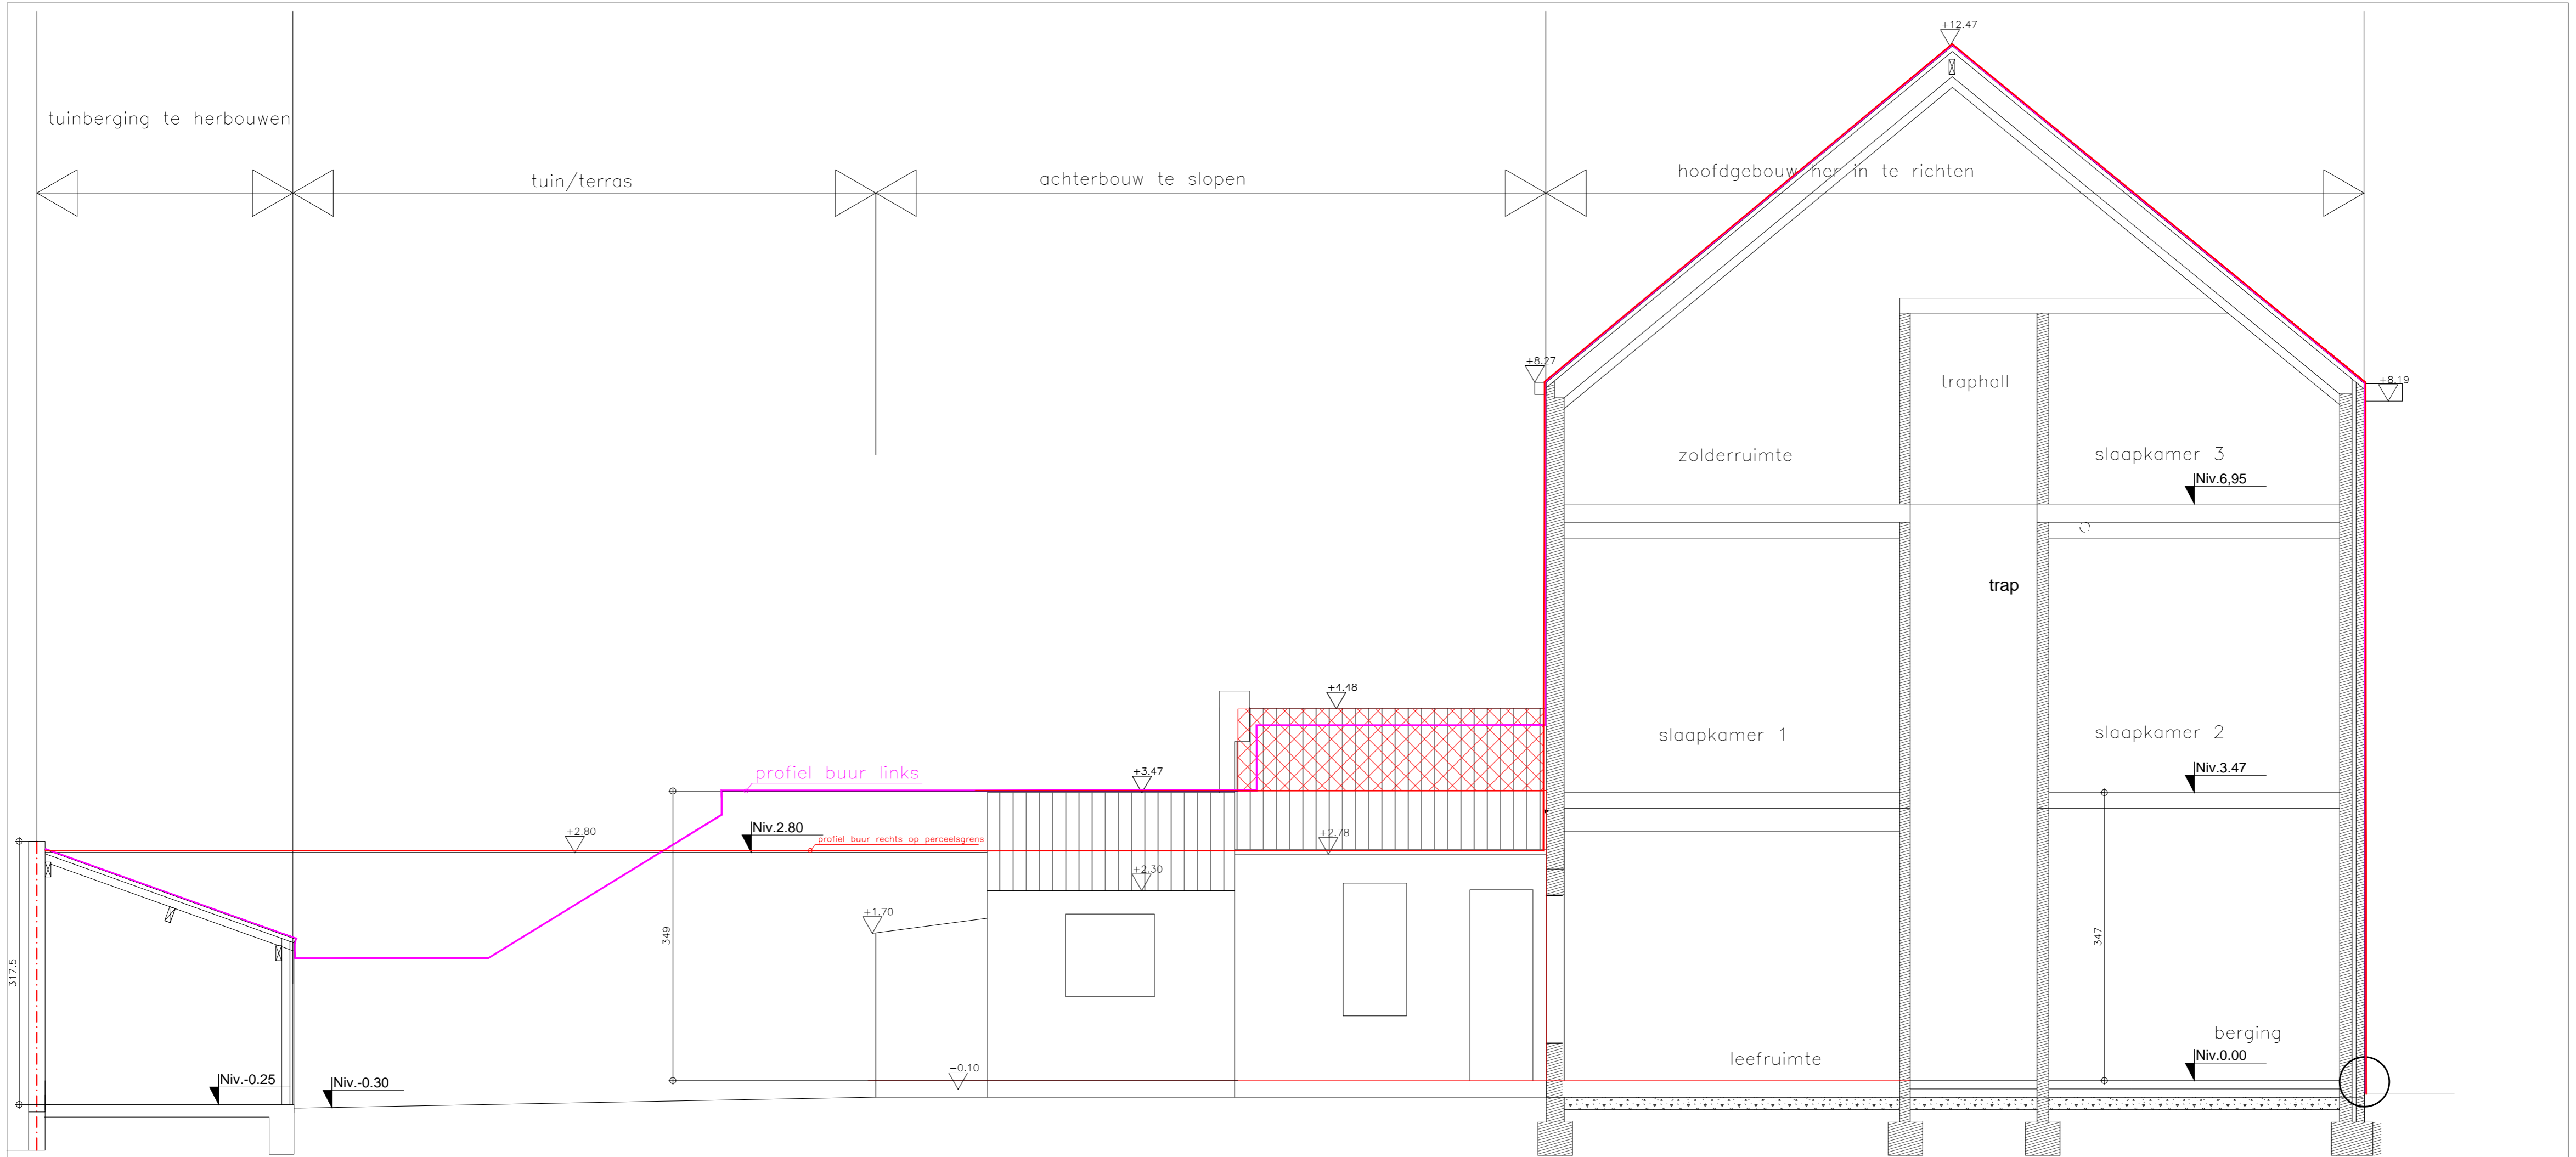 +12.47
tuinberging te herbouwen
tuin/terras
achterbouw te slopen
hoofdgebouw her in te richten
+8.27
+8.19
traphall
zolderruimte
slaapkamer 3
Niv.6,95
trap
+4.48
slaapkamer 1
slaapkamer 2
profiel buur links
+3.47
Niv.3.47
+2.80
Niv.2.80
profiel buur rechts op perceelsgrens
+2.78
+2.30
+1.70
349
347
317.5
berging
leefruimte
Niv.0.00
-0.10
Niv.-0.25
Niv.-0.30